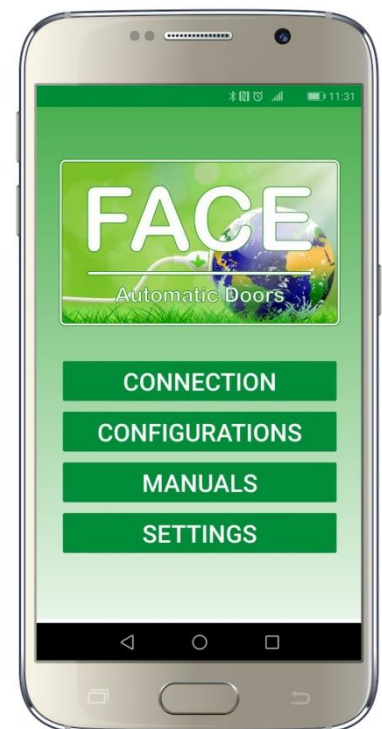 11:31
FACE
Automatic Doors
CONNECTION
CONFIGURATIONS
MANUALS
SETTINGS